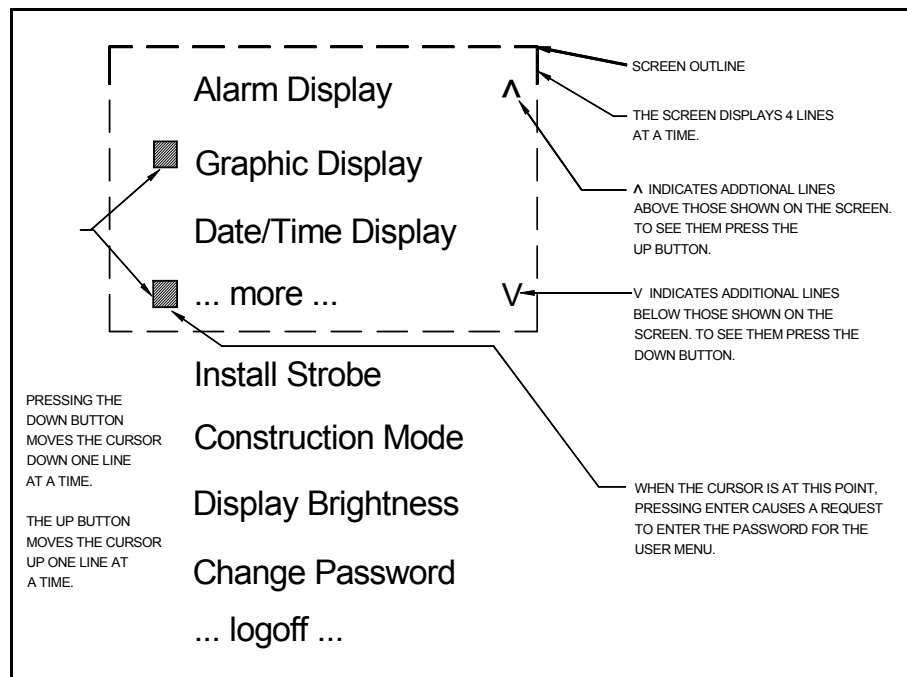 Alarm Display
Λ
Graphic Display
Date/Time Display
... more ...
V
Install Strobe
Construction Mode
Display Brightness
Change Password
... logoff ...
PRESSING THE
DOWN BUTTON
MOVES THE CURSOR
DOWN ONE LINE
AT A TIME.
THE UP BUTTON
MOVES THE CURSOR
UP ONE LINE AT
A TIME.
SCREEN OUTLINE
THE SCREEN DISPLAYS 4 LINES
AT A TIME.
Λ INDICATES ADDTIONAL LINES
ABOVE THOSE SHOWN ON THE SCREEN.
TO SEE THEM PRESS THE
UP BUTTON.
V INDICATES ADDITIONAL LINES
BELOW THOSE SHOWN ON THE
SCREEN. TO SEE THEM PRESS THE
DOWN BUTTON.
WHEN THE CURSOR IS AT THIS POINT,
PRESSING ENTER CAUSES A REQUEST
TO ENTER THE PASSWORD FOR THE
USER MENU.